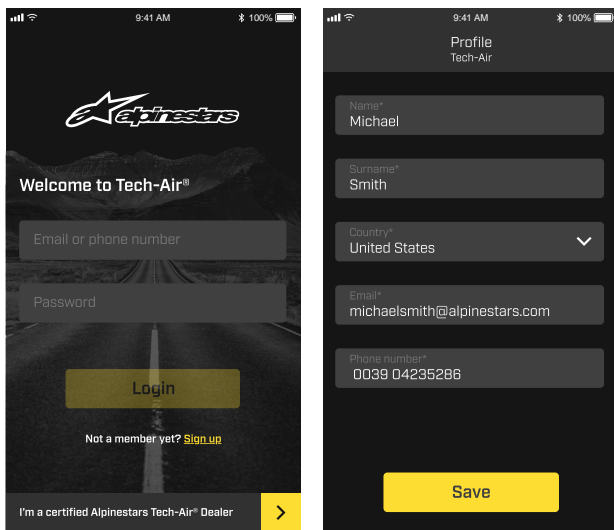 9:41 AM
100%
alpinestars
Welcome to Tech-Air®
Email or phone number
Password
Login
Not a member yet? Sign up
I'm a certified Alpinestars Tech-Air® Dealer
9:41 AM
100%
Profile
Tech-Air
Name*
Michael
Surname*
Smith
Country*
United States
Email*
michaelsmith@alpinestars.com
Phone number*
0039 04235286
Save